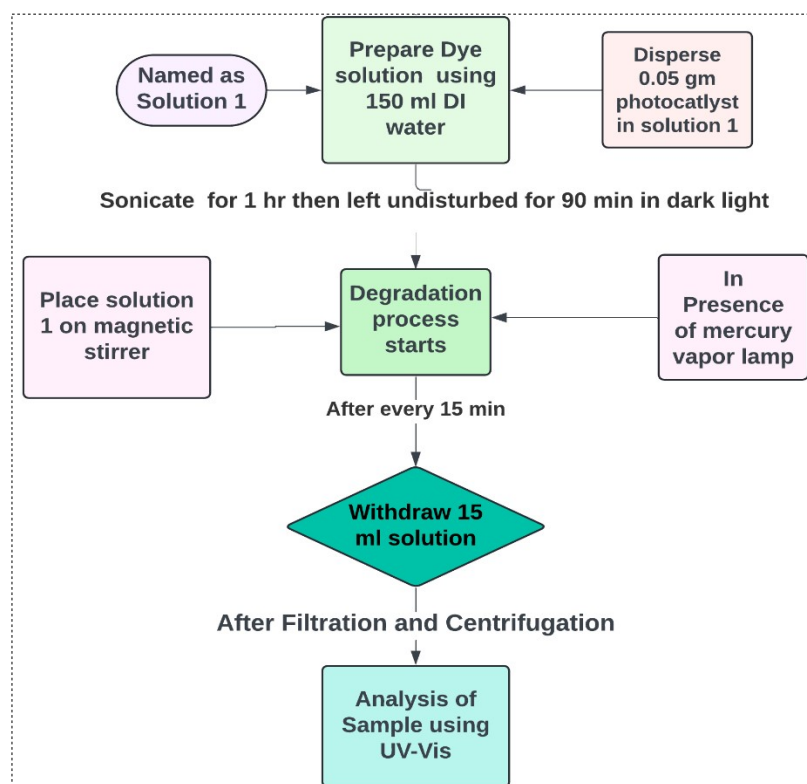 Named as
Solution 1
Prepare Dye
solution using
150 ml DI
water
Disperse
0.05 gm
photocatlyst
in solution 1
Sonicate for 1 hr then left undisturbed for 90 min in dark light
Place solution
1 on magnetic
stirrer
Degradation
process
starts
In
Presence
of mercury
vapor lamp
After every 15 min
Withdraw 15
ml solution
After Filtration and Centrifugation
Analysis of
Sample using
UV-Vis